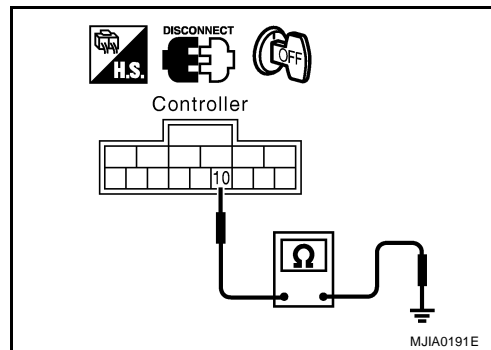 DISCONNECT
H.S.
OFF
Controller
10
Ω
MJIA0191E